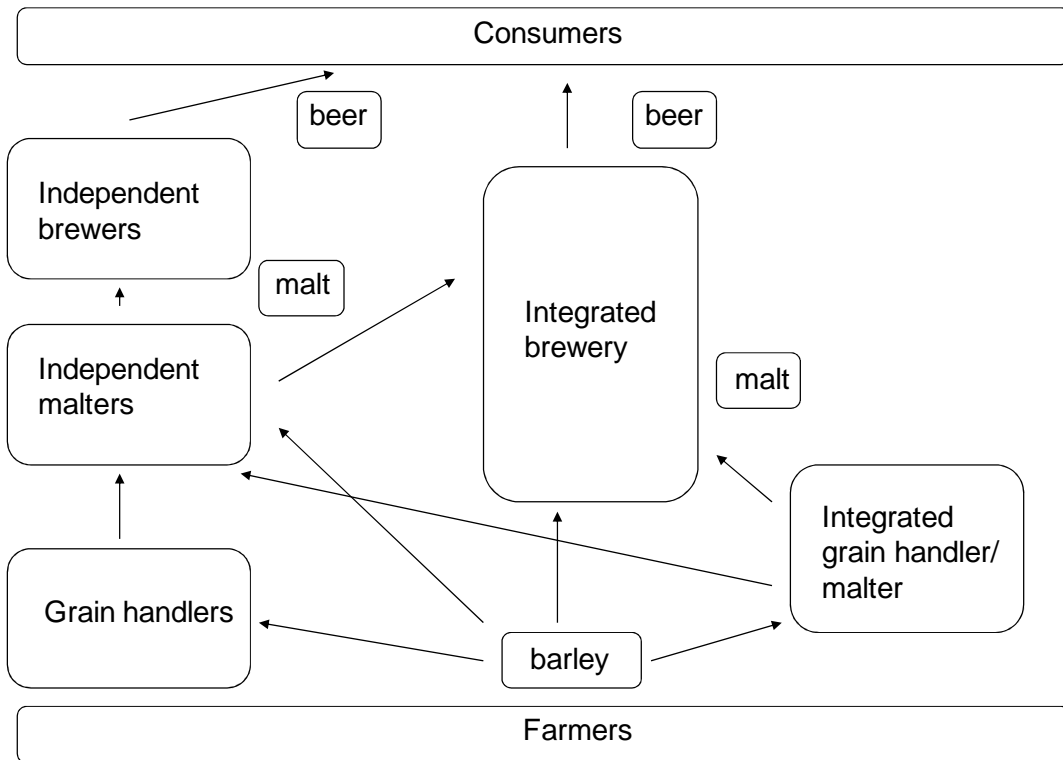 Consumers
beer
beer
Independent
brewers
malt
Integrated
brewery
Independent
malters
malt
Integrated
grain handler/
malter
Grain handlers
barley
Farmers